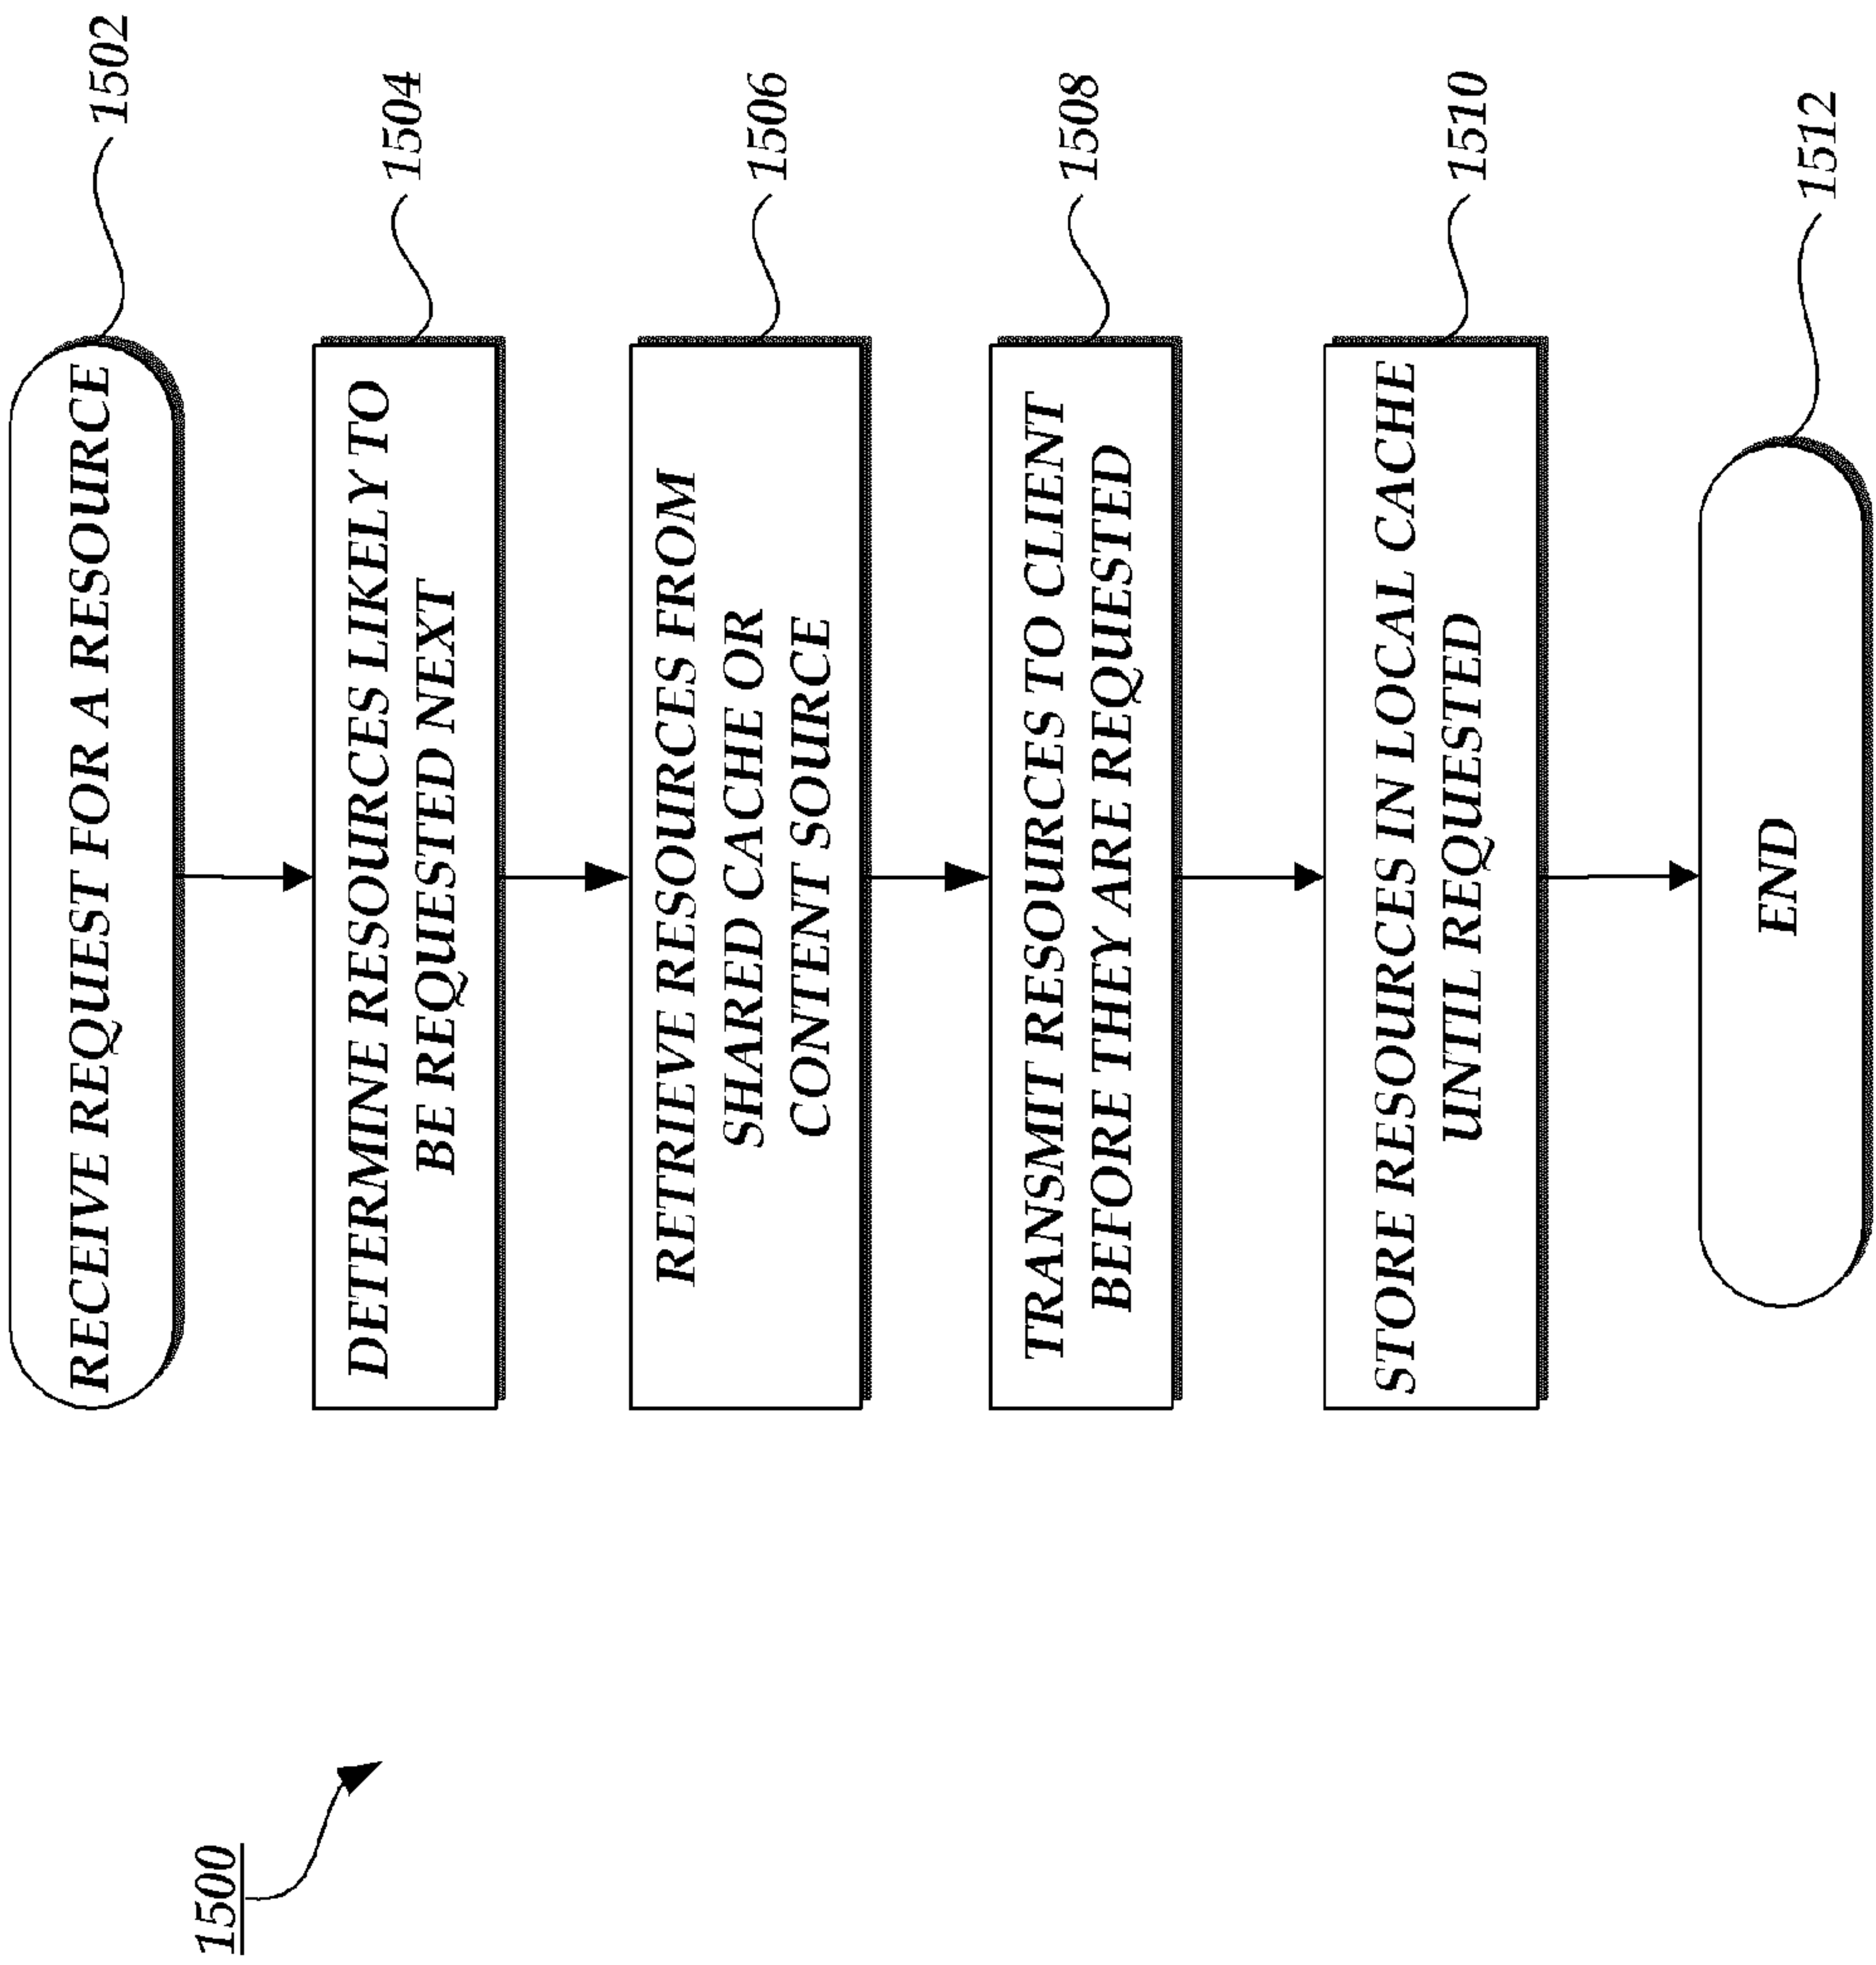 1500
RECEIVE REQUEST FOR A RESOURCE
1502
DETERMINE RESOURCES LIKELY TO
BE REQUESTED NEXT
1504
RETRIEVE RESOURCES FROM
SHARED CACHE OR
CONTENT SOURCE
1506
TRANSMIT RESOURCES TO CLIENT
BEFORE THEY ARE REQUESTED
1508
STORE RESOURCES IN LOCAL CACHE
UNTIL REQUESTED
1510
END
1512